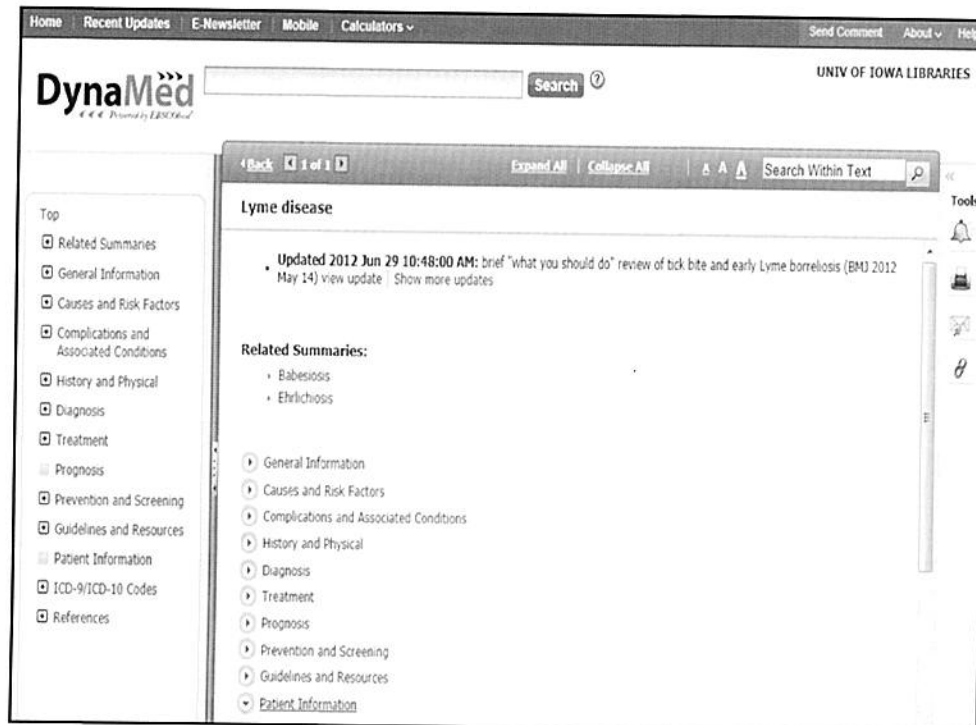 Home Recent Updates E-Newsletter Mobile Calculators
Send Comment About Help
DynaMed
Powered by EBSCOhost
Search
UNIV OF IOWA LIBRARIES
Back 1 of 1 Expand All Collapse All A A A Search Within Text
Tools
Top
Related Summaries
General Information
Causes and Risk Factors
Complications and
Associated Conditions
History and Physical
Diagnosis
Treatment
Prognosis
Prevention and Screening
Guidelines and Resources
Patient Information
ICD-9/ICD-10 Codes
References
Lyme disease
Updated 2012 Jun 29 10:48:00 AM: brief "what you should do" review of tick bite and early Lyme borreliosis (BMJ 2012
May 14) view update | Show more updates
Related Summaries:
Babesiosis
Ehrlichiosis
General Information
Causes and Risk Factors
Complications and Associated Conditions
History and Physical
Diagnosis
Treatment
Prognosis
Prevention and Screening
Guidelines and Resources
Patient Information